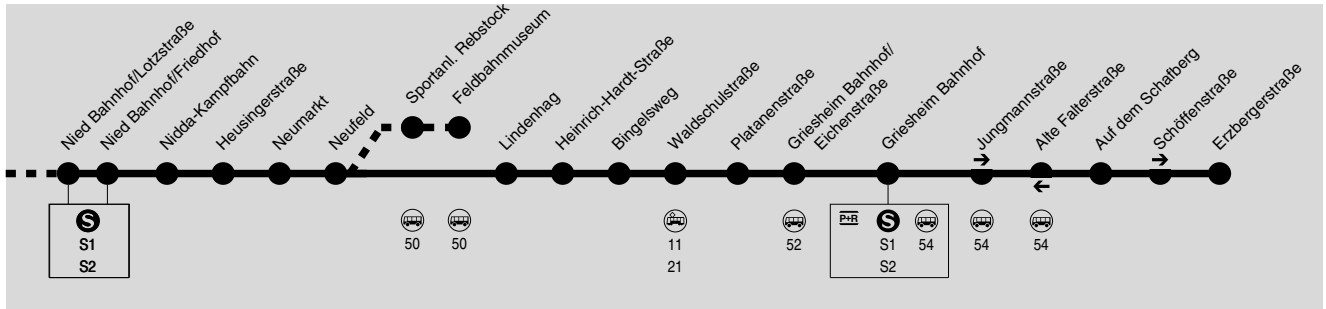 Nied Bahnhof/Lotzstraße
Nied Bahnhof/Friedhof
Nidda-Kampfbahn
Heusingerstraße
Neumarkt
Neufeld
Sportanl. Rebstock
Feldbahnmuseum
Lindenhag
Heinrich-Hardt-Straße
Bingelsweg
Waldschulstraße
Platanenstraße
Griesheim Bahnhof/
Eichenstraße
Griesheim Bahnhof
Jungmannstraße
Alte Falterstraße
Auf dem Schafberg
Schöffenstraße
Erzbergerstraße
S
S1
S2
50
50
11
21
52
P+R
S
S1
S2
54
54
54